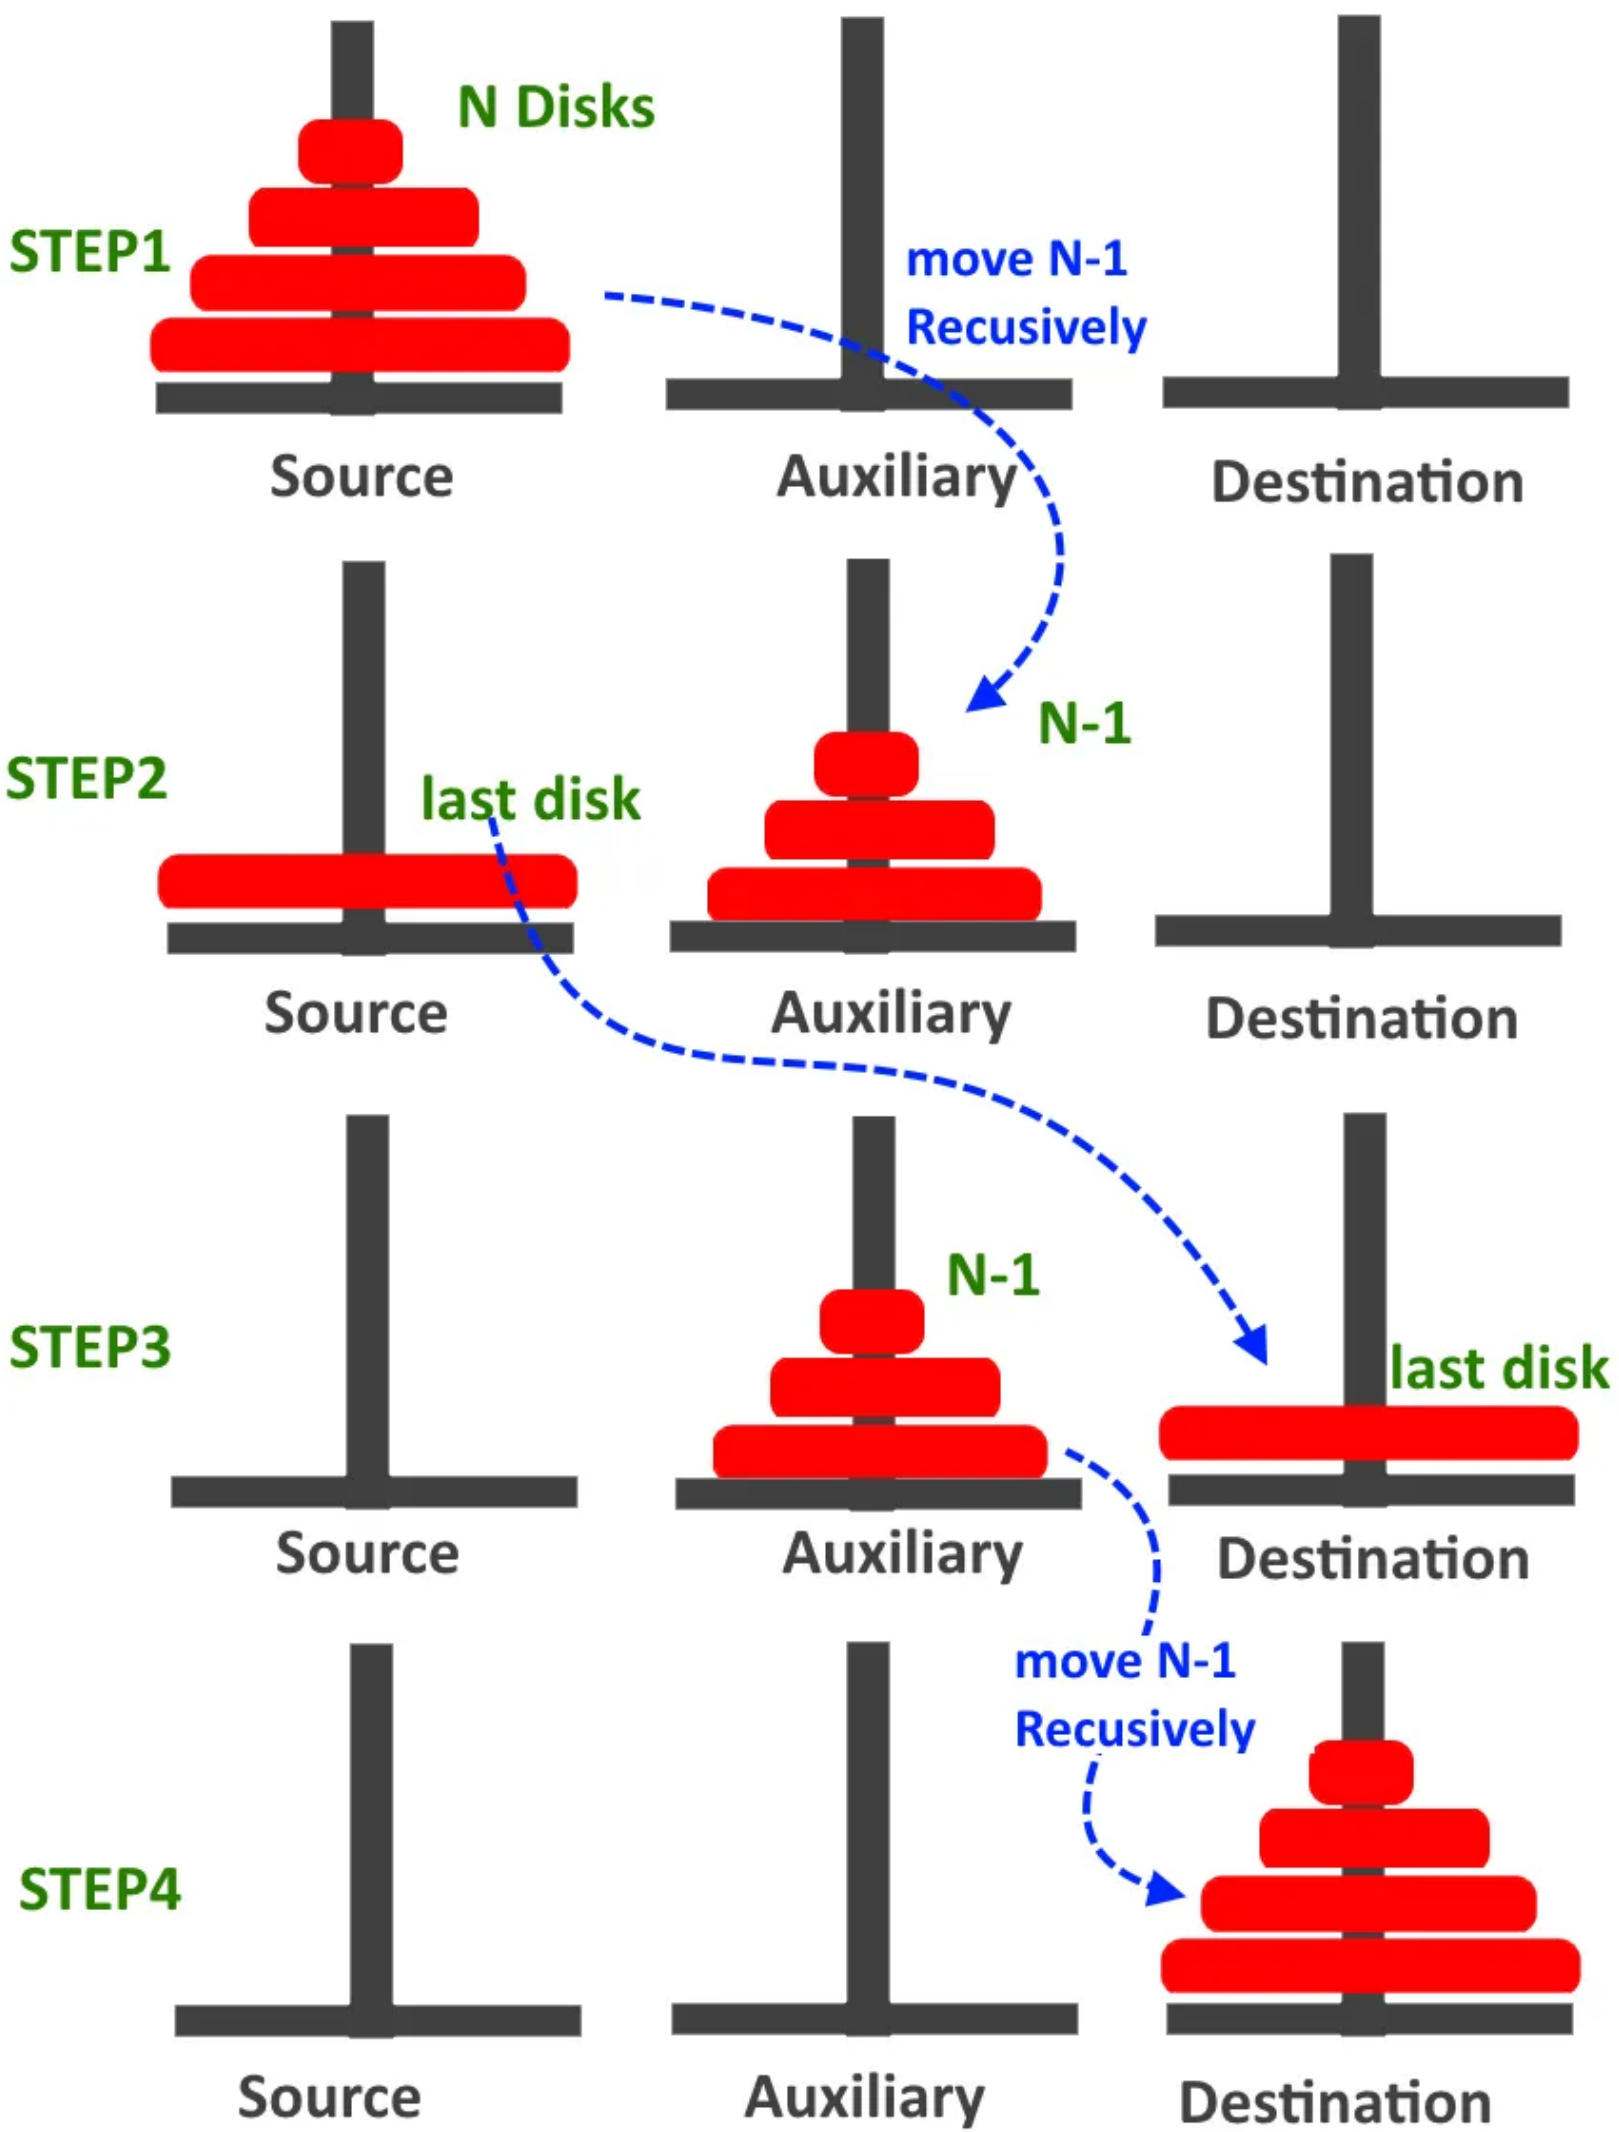 N Disks
STEP1
move N-1
Recusively
Source
Auxiliary
Destination
N-1
STEP2
last disk
Source
Auxiliary
Destination
N-1
STEP3
last disk
Source
Auxiliary
Destination
move N-1
Recusively
STEP4
Source
Auxiliary
Destination